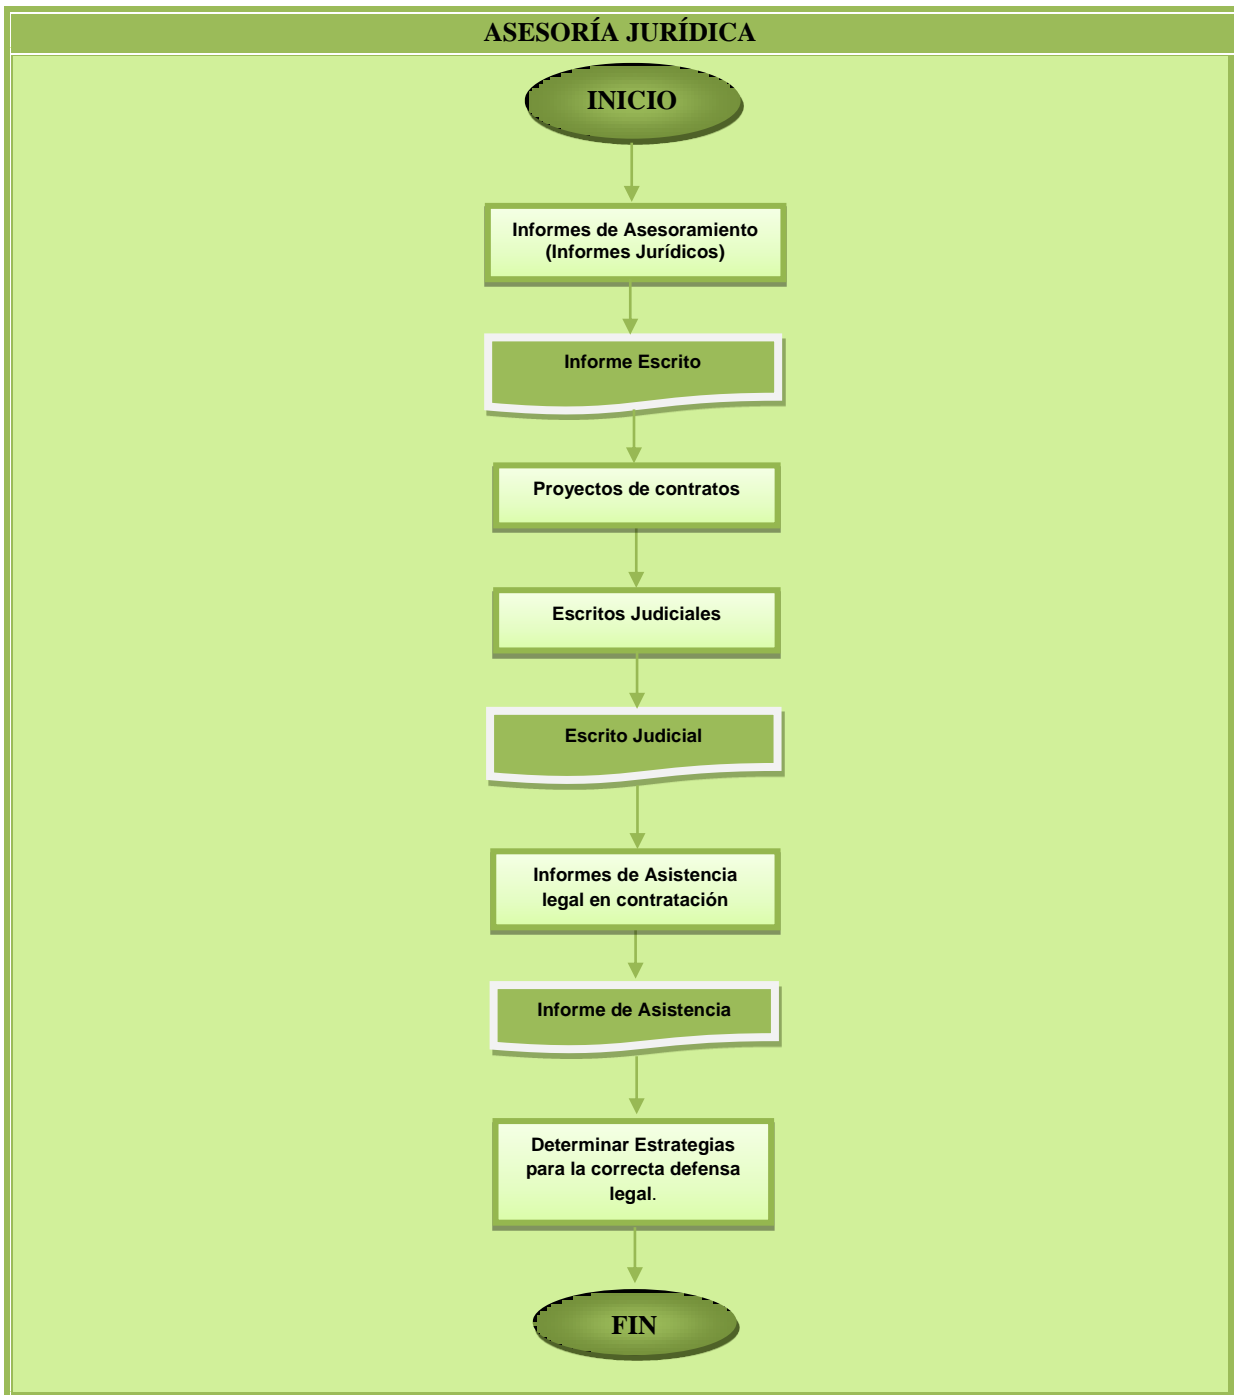 ASESORÍA JURÍDICA
INICIO
Informes de Asesoramiento
(Informes Jurídicos)
Informe Escrito
Proyectos de contratos
Escritos Judiciales
Escrito Judicial
Informes de Asistencia
legal en contratación
Informe de Asistencia
Determinar Estrategias
para la correcta defensa
legal.
FIN